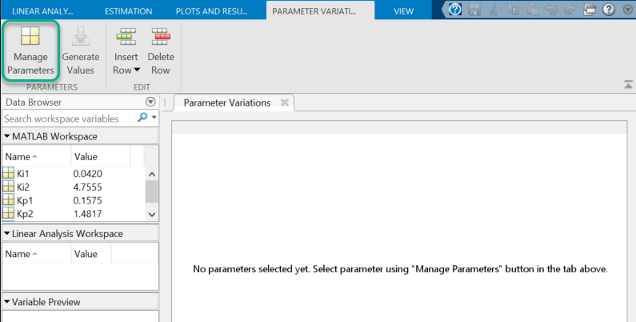 LINEAR ANALY... ESTIMATION PLOTS AND RESU... PARAMETER VARIATI... VIEW
Manage Parameters
Generate Values
Insert Row
Delete Row
PARAMETERS EDIT
Data Browser
Parameter Variations
Search workspace variables
MATLAB Workspace
Name Value
Ki1 0.0420
Ki2 4.7555
Kp1 0.1575
Kp2 1.4817
Linear Analysis Workspace
Name Value
No parameters selected yet. Select parameter using "Manage Parameters" button in the tab above.
Variable Preview